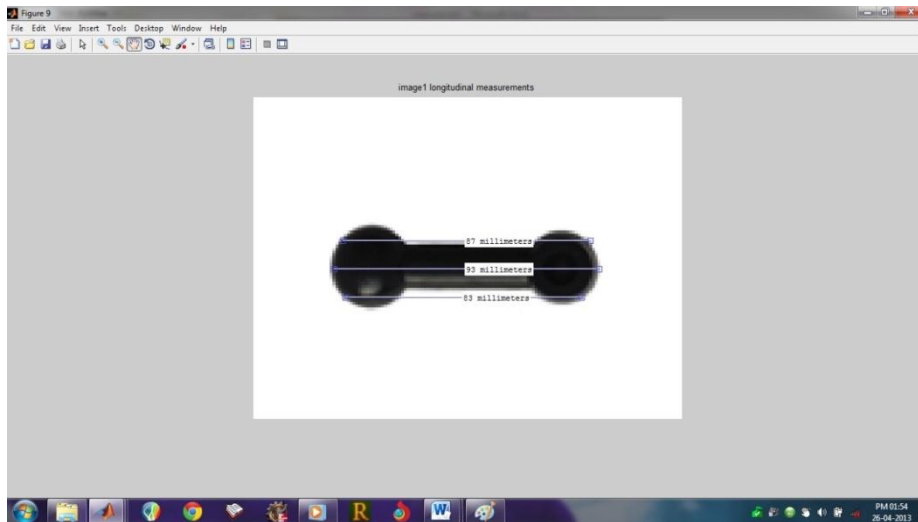 Figure 9
File Edit View Insert Tools Desktop Window Help
image1 longitudinal measurements
87 millimeters
93 millimeters
83 millimeters
R
W
PM 01:54
26-04-2013